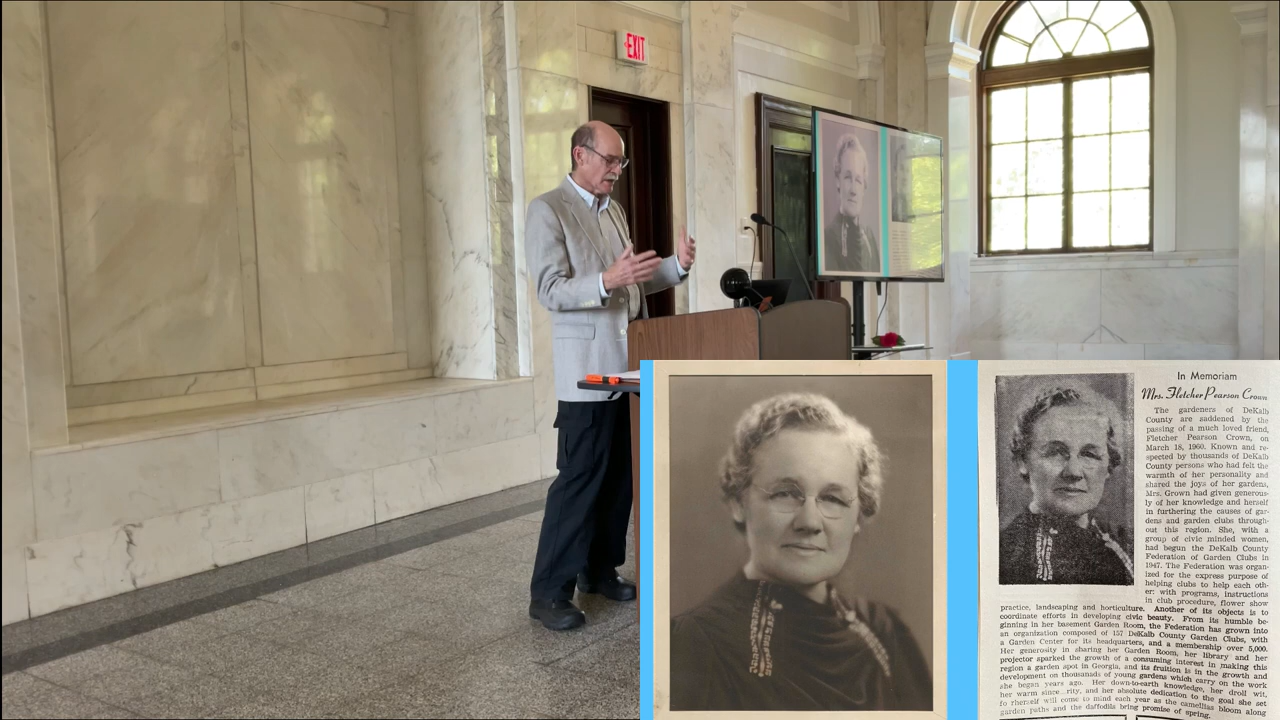 EXIT
In Memoriam
Mrs. Fletcher Pearson Crown
The gardeners of DeKalb
County are saddened by the
passing of a much loved friend,
Fletcher Pearson Crown, on
March 18, 1960. Known and re-
spected by thousands of DeKalb
County persons who had felt the
warmth of her personality and
shared the joys of her gardens,
Mrs. Crown had given generous-
ly of her knowledge and herself
in furthering the causes of gar-
dens and garden clubs through-
out this region. She, with a
group of civic minded women,
had begun the DeKalb County
Federation of Garden Clubs in
1947. The Federation was organ-
ized for the express purpose of
helping clubs to help each oth-
er: with programs, instructions
in club procedure, flower show
practice, landscaping and horticulture. Another of its objects is to
coordinate efforts in developing civic beauty. From its humble be-
ginning in her basement Garden Room, the Federation has grown into
an organization composed of 157 DeKalb County Garden Clubs, with
a Garden Center for its headquarters, and a membership over 5,000.
Her generosity in sharing her Garden Room, her library and her
projector sparked the growth of a consuming interest in making this
region a garden spot in Georgia, and its fruition is in the growth and
development on thousands of young gardens which carry on the work
she began years ago. Her down-to-earth knowledge, her droll wit,
her warm since rity, and her absolute dedication to the goal she set
fo rherself will come to mind each year as the camellias bloom along
garden paths and the daffodils bring promise of spring.